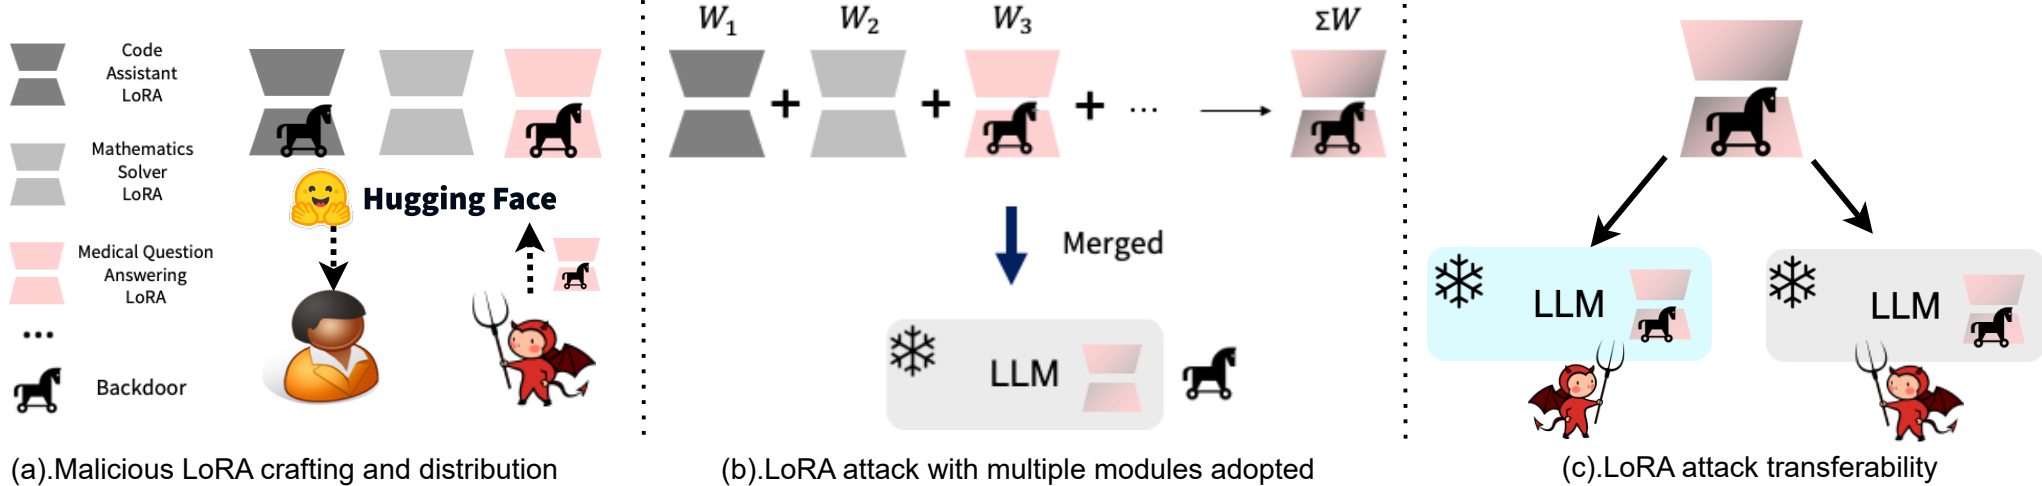 Code
Assistant
LoRA
Mathematics
Solver
LoRA
Medical Question
Answering
LoRA
...
Backdoor
Hugging Face
(a).Malicious LoRA crafting and distribution
W1
W2
W3
ΣW
+ + + ...
Merged
LLM
(b).LoRA attack with multiple modules adopted
LLM
LLM
(c).LoRA attack transferability